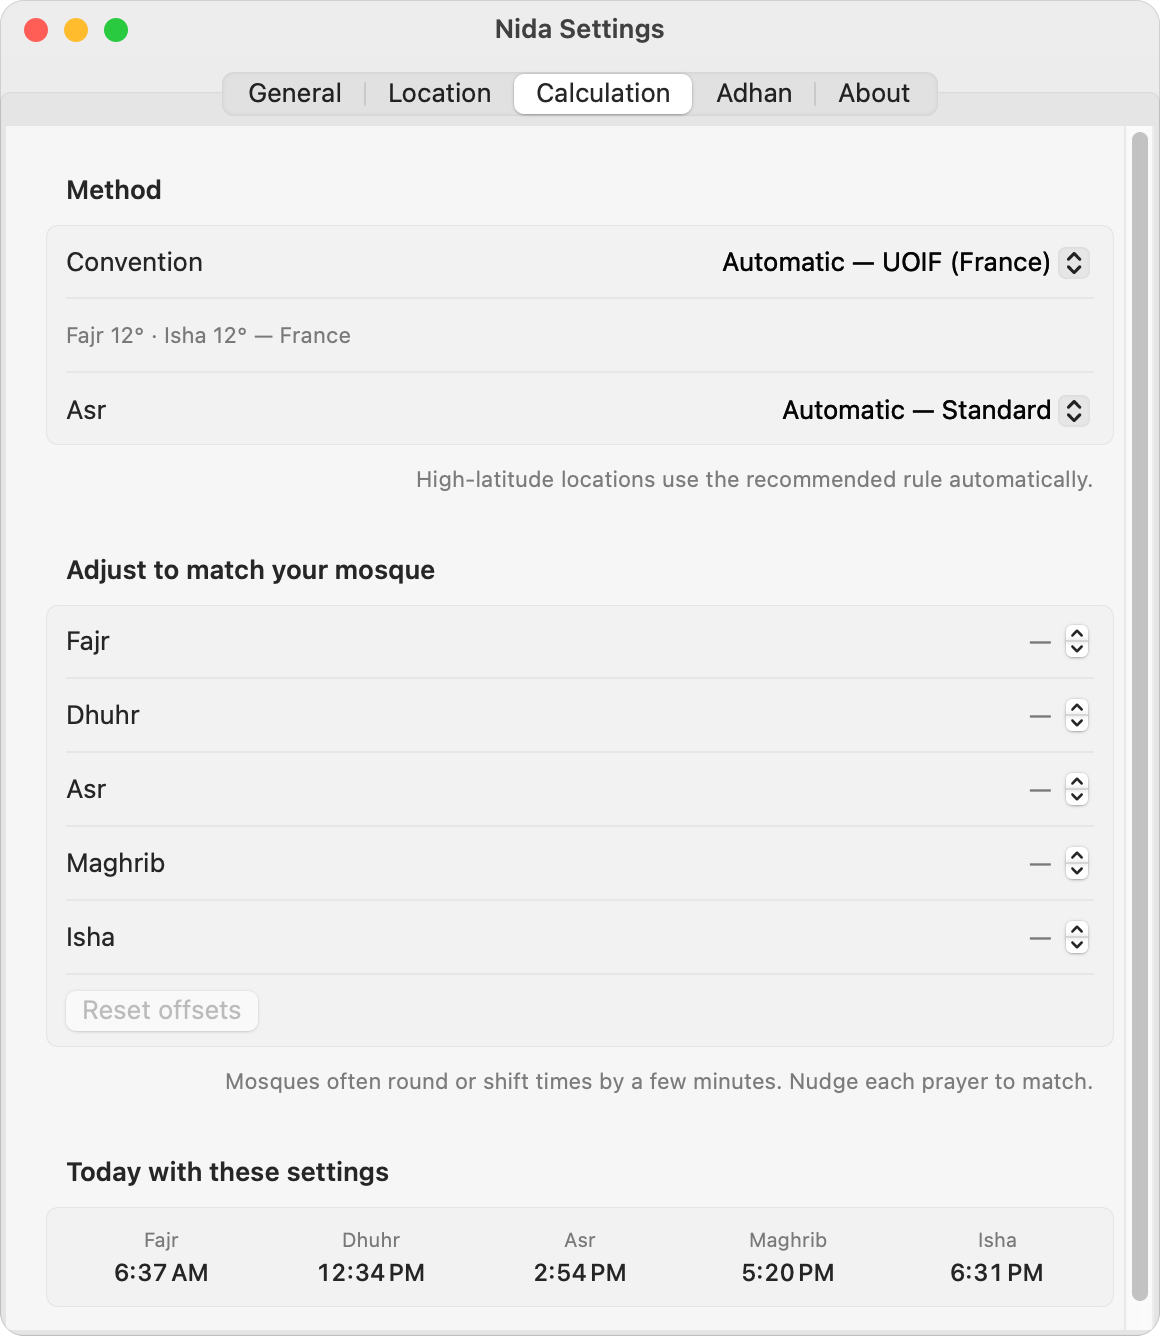 Nida Settings
General Location Calculation Adhan About
Method
Convention Automatic — UOIF (France)
Fajr 12° · Isha 12° — France
Asr Automatic — Standard
High-latitude locations use the recommended rule automatically.
Adjust to match your mosque
Fajr —
Dhuhr —
Asr —
Maghrib —
Isha —
Reset offsets
Mosques often round or shift times by a few minutes. Nudge each prayer to match.
Today with these settings
Fajr Dhuhr Asr Maghrib Isha
6:37 AM 12:34 PM 2:54 PM 5:20 PM 6:31 PM